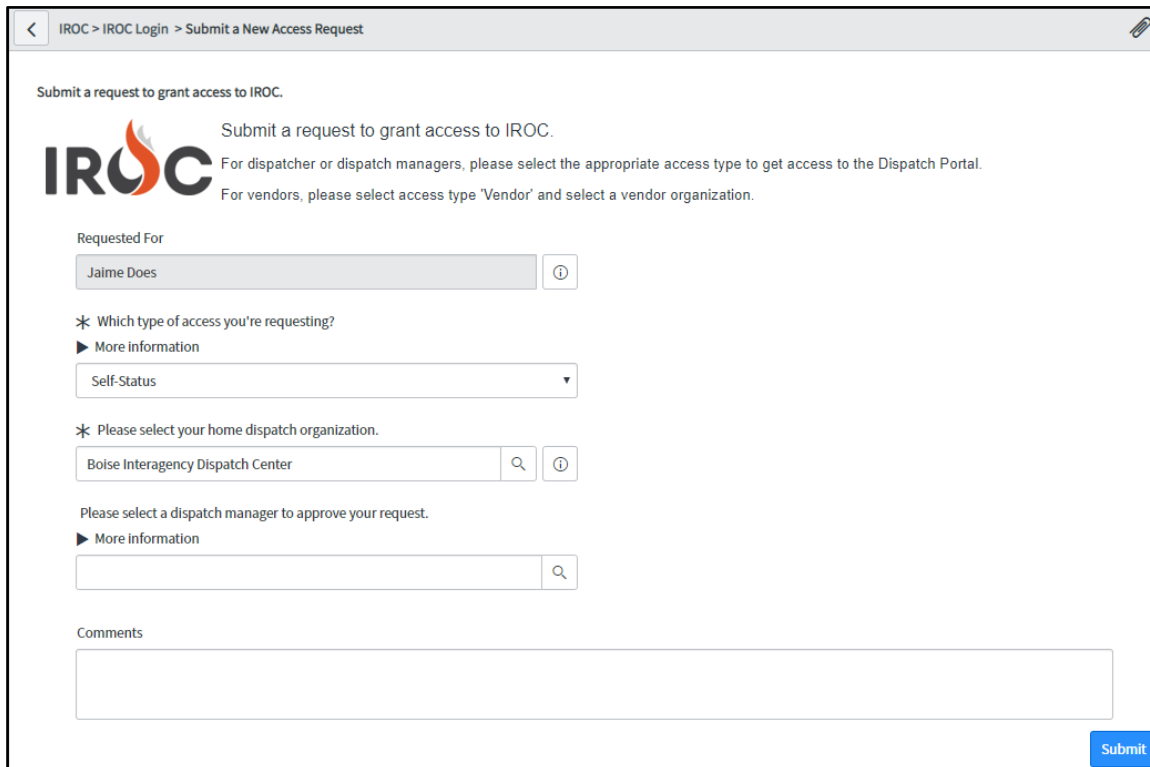 IROC > IROC Login > Submit a New Access Request
Submit a request to grant access to IROC.
IROC
Submit a request to grant access to IROC.
For dispatcher or dispatch managers, please select the appropriate access type to get access to the Dispatch Portal.
For vendors, please select access type 'Vendor' and select a vendor organization.
Requested For
Jaime Does
Which type of access you're requesting?
More information
Self-Status
Please select your home dispatch organization.
Boise Interagency Dispatch Center
Please select a dispatch manager to approve your request.
More information
Comments
Submit